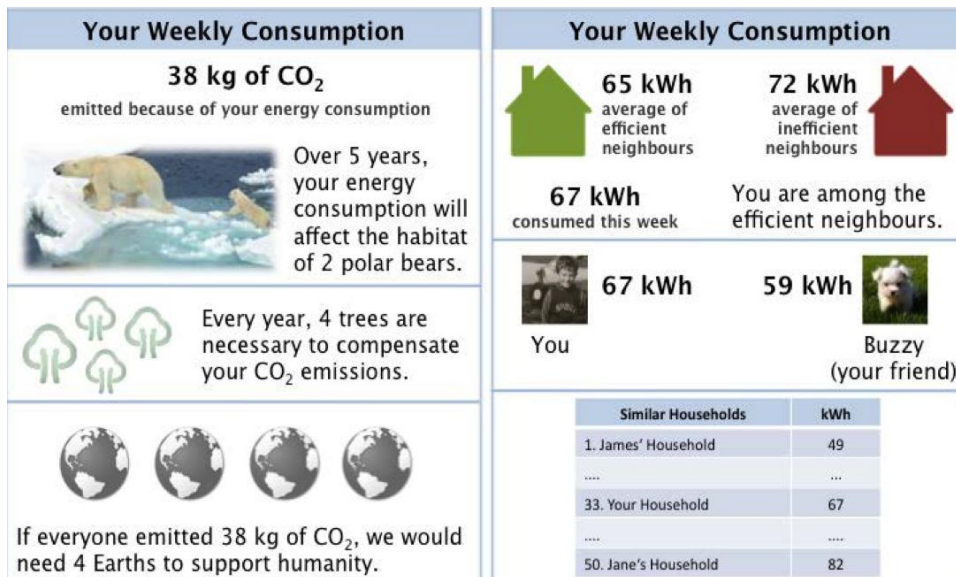 Your Weekly Consumption
38 kg of CO₂
emitted because of your energy consumption
Over 5 years,
your energy
consumption will
affect the habitat
of 2 polar bears.
Every year, 4 trees are
necessary to compensate
your CO₂ emissions.
If everyone emitted 38 kg of CO₂, we would
need 4 Earths to support humanity.
Your Weekly Consumption
65 kWh
average of
efficient
neighbours
72 kWh
average of
inefficient
neighbours
67 kWh
consumed this week
You are among the
efficient neighbours.
67 kWh
59 kWh
You
Buzzy
(your friend)
Similar Households kWh
1. James' Household 49
.... ...
33. Your Household 67
.... ....
50. Jane's Household 82